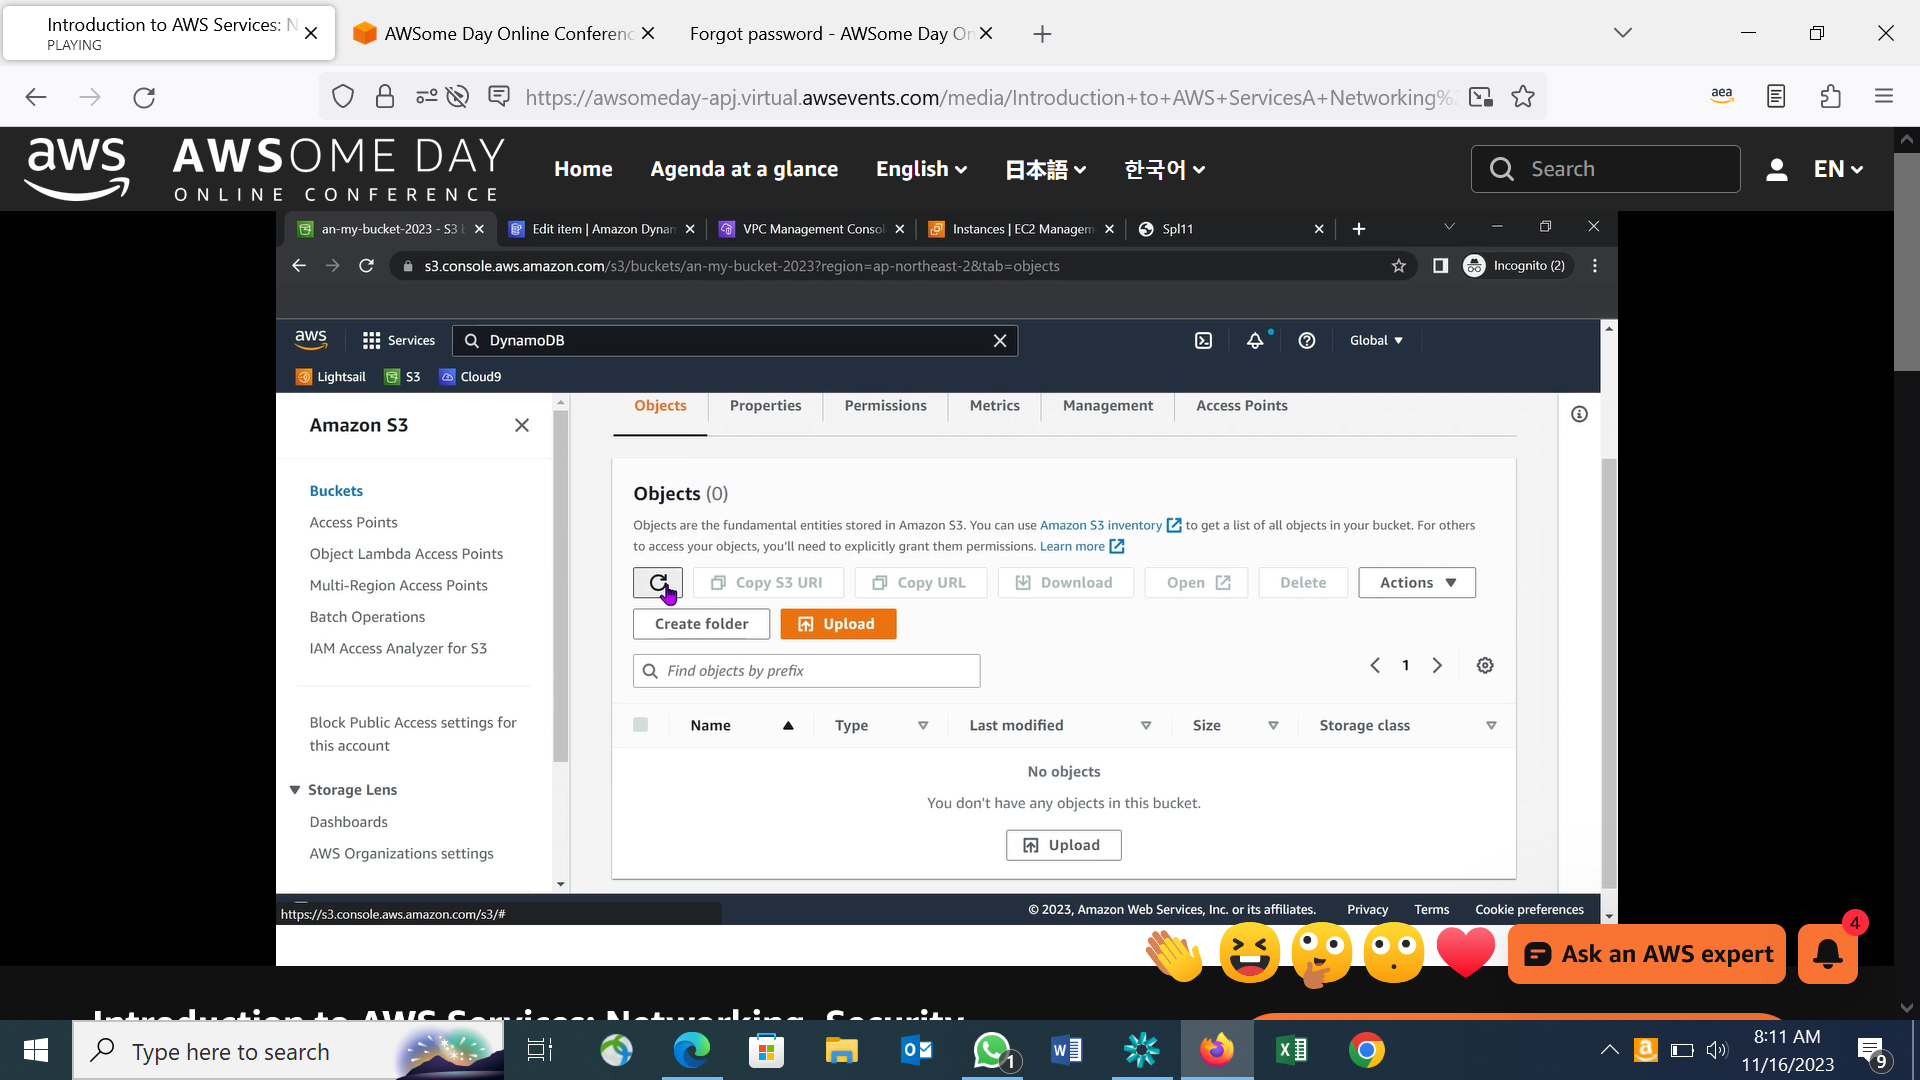 Introduction to AWS Services: N
PLAYING
AWSome Day Online Conferenc
Forgot password - AWSome Day On
https://awsomeday-apj.virtual.awsevents.com/media/Introduction+to+AWS+ServicesA+Networking%
aea
aws
AWSOME DAY
ONLINE CONFERENCE
Home
Agenda at a glance
English
日本語
한국어
Search
EN
an-my-bucket-2023 - S3 b
Edit item | Amazon Dynam
VPC Management Consol
Instances | EC2 Managem
Spl11
s3.console.aws.amazon.com/s3/buckets/an-my-bucket-2023?region=ap-northeast-2&tab=objects
Incognito (2)
aws
Services
DynamoDB
Global
Lightsail
S3
Cloud9
Amazon S3
Buckets
Access Points
Object Lambda Access Points
Multi-Region Access Points
Batch Operations
IAM Access Analyzer for S3
Block Public Access settings for
this account
Storage Lens
Dashboards
AWS Organizations settings
Objects
Properties
Permissions
Metrics
Management
Access Points
Objects (0)
Objects are the fundamental entities stored in Amazon S3. You can use Amazon S3 inventory to get a list of all objects in your bucket. For others
to access your objects, you'll need to explicitly grant them permissions. Learn more
Copy S3 URI
Copy URL
Download
Open
Delete
Actions
Create folder
Upload
Find objects by prefix
1
Name
Type
Last modified
Size
Storage class
No objects
You don't have any objects in this bucket.
Upload
https://s3.console.aws.amazon.com/s3/#
© 2023, Amazon Web Services, Inc. or its affiliates.
Privacy
Terms
Cookie preferences
Ask an AWS expert
4
Introduction to AWS Services: Networking, Security
Type here to search
1
8:11 AM
11/16/2023
9